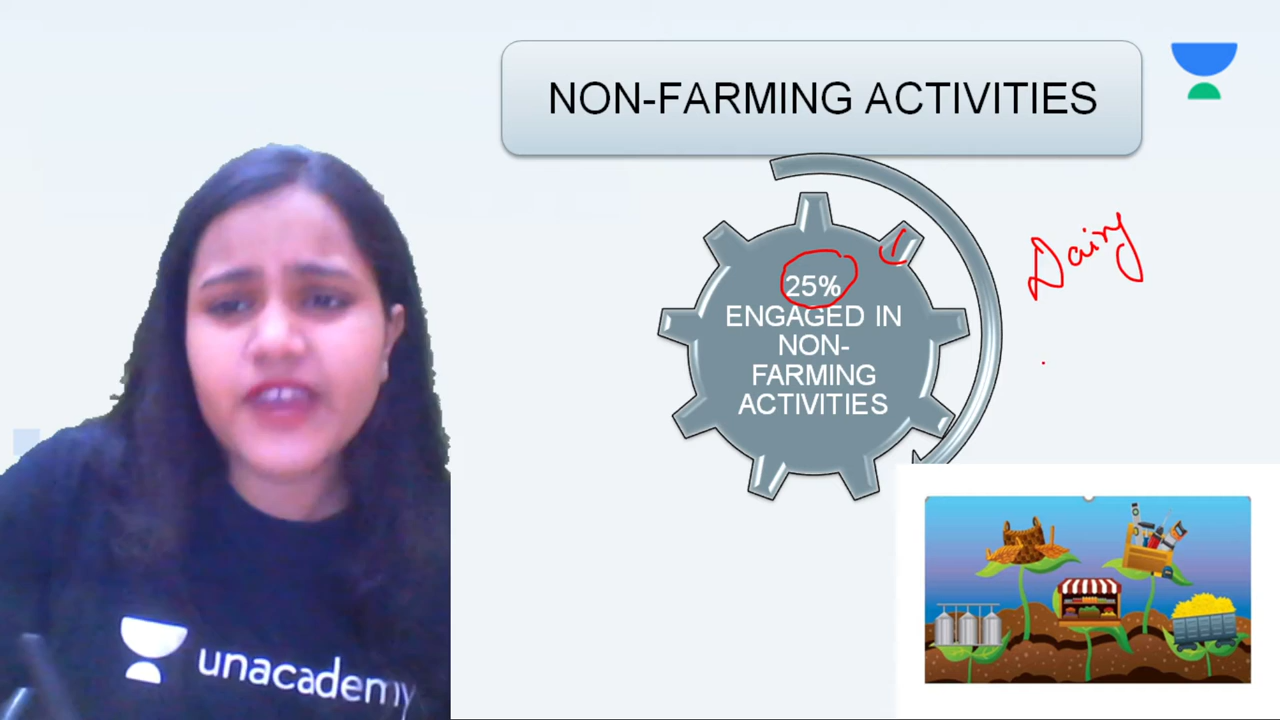 NON-FARMING ACTIVITIES
25%
ENGAGED IN
NON-
FARMING
ACTIVITIES
Dairy
unacademy